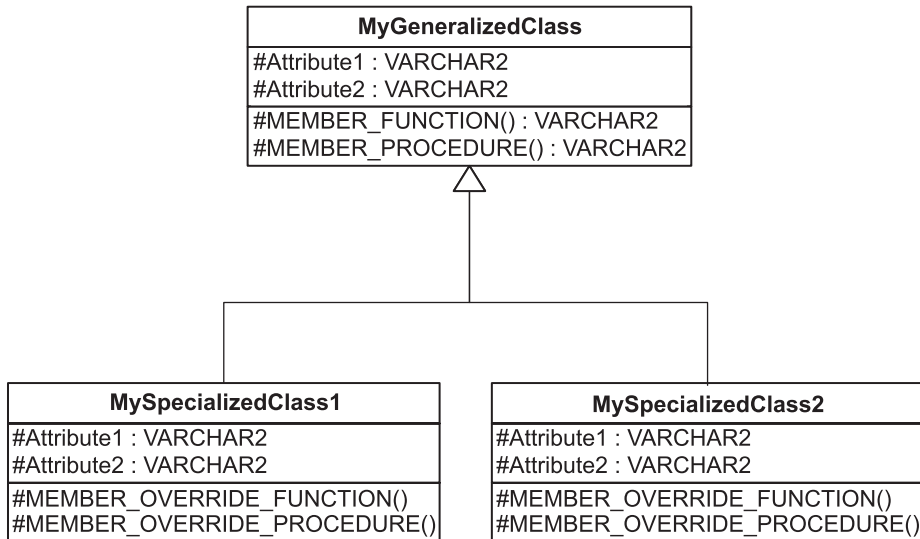 MyGeneralizedClass
#Attribute1 : VARCHAR2
#Attribute2 : VARCHAR2
#MEMBER_FUNCTION() : VARCHAR2
#MEMBER_PROCEDURE() : VARCHAR2
MySpecializedClass1
#Attribute1 : VARCHAR2
#Attribute2 : VARCHAR2
#MEMBER_OVERRIDE_FUNCTION()
#MEMBER_OVERRIDE_PROCEDURE()
MySpecializedClass2
#Attribute1 : VARCHAR2
#Attribute2 : VARCHAR2
#MEMBER_OVERRIDE_FUNCTION()
#MEMBER_OVERRIDE_PROCEDURE()